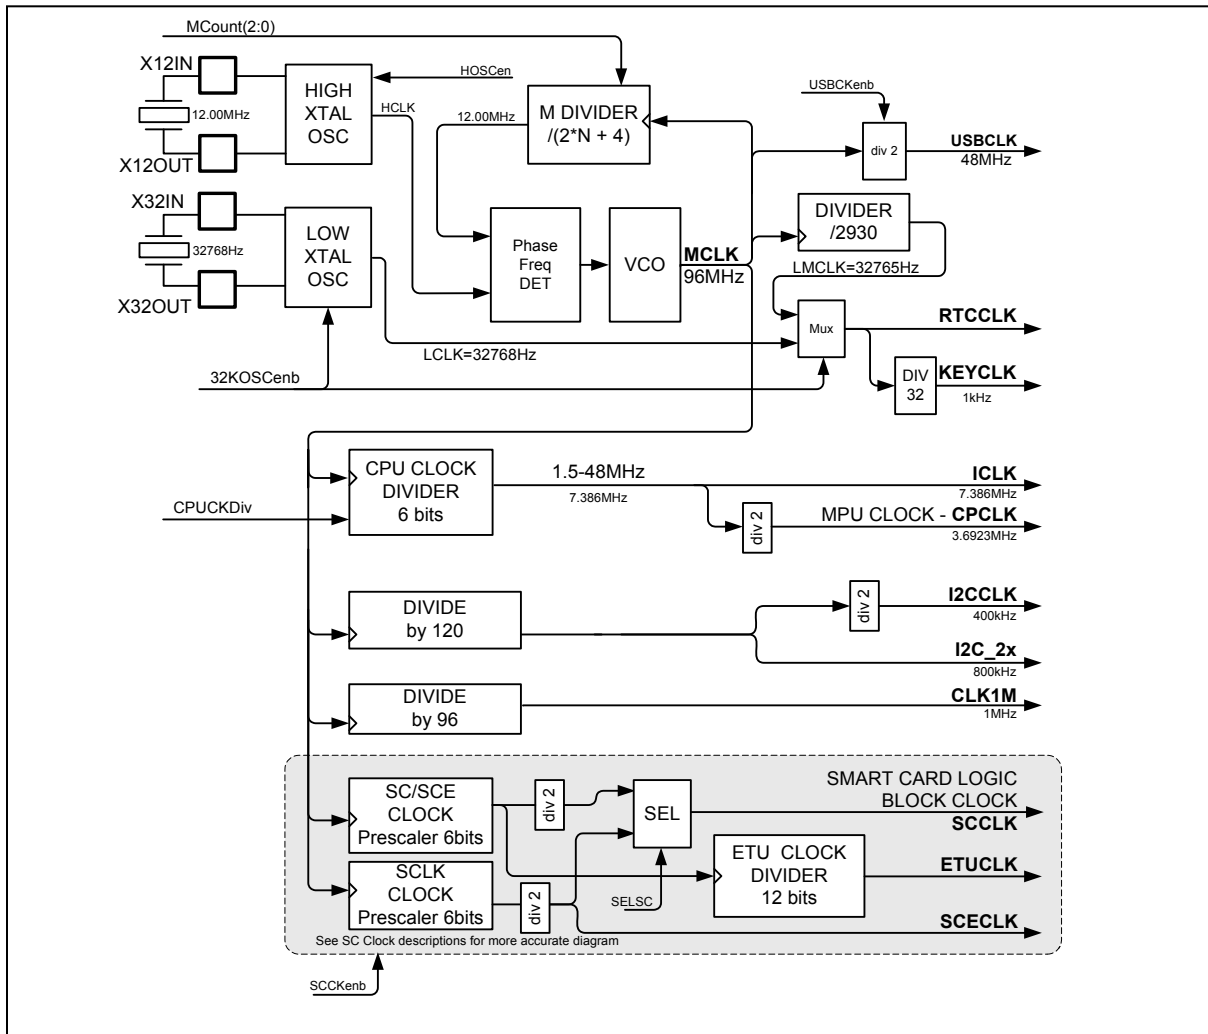 MCount(2:0)
X12IN
12.00MHz
X12OUT
HIGH
XTAL
OSC
HOSCen
HCLK
12.00MHz
M DIVIDER
/(2*N + 4)
USBCKenb
div 2
USBCLK
48MHz
X32IN
32768Hz
X32OUT
LOW
XTAL
OSC
Phase
Freq
DET
VCO
MCLK
96MHz
DIVIDER
/2930
LMCLK=32765Hz
Mux
RTCCLK
LCLK=32768Hz
32KOSCenb
DIV
32
KEYCLK
1kHz
CPU CLOCK
DIVIDER
6 bits
CPUCKDiv
1.5-48MHz
7.386MHz
ICLK
7.386MHz
div 2
MPU CLOCK - CPCLK
3.6923MHz
DIVIDE
by 120
div 2
I2CCLK
400kHz
I2C_2x
800kHz
DIVIDE
by 96
CLK1M
1MHz
SC/SCE
CLOCK
Prescaler 6bits
div 2
SEL
SMART CARD LOGIC
BLOCK CLOCK
SCCLK
SCLK
CLOCK
Prescaler 6bits
div 2
SELSC
ETU CLOCK
DIVIDER
12 bits
ETUCLK
SCECLK
See SC Clock descriptions for more accurate diagram
SCCKenb